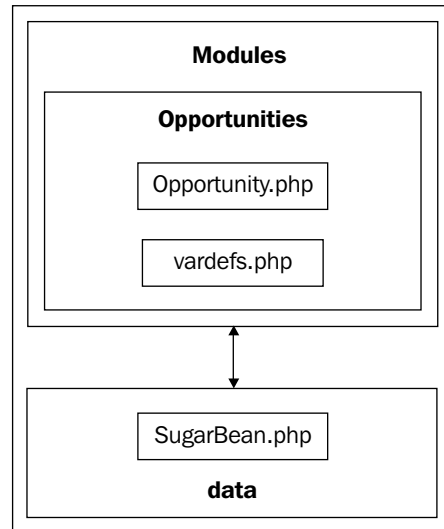 Modules
Opportunities
Opportunity.php
vardefs.php
SugarBean.php
data